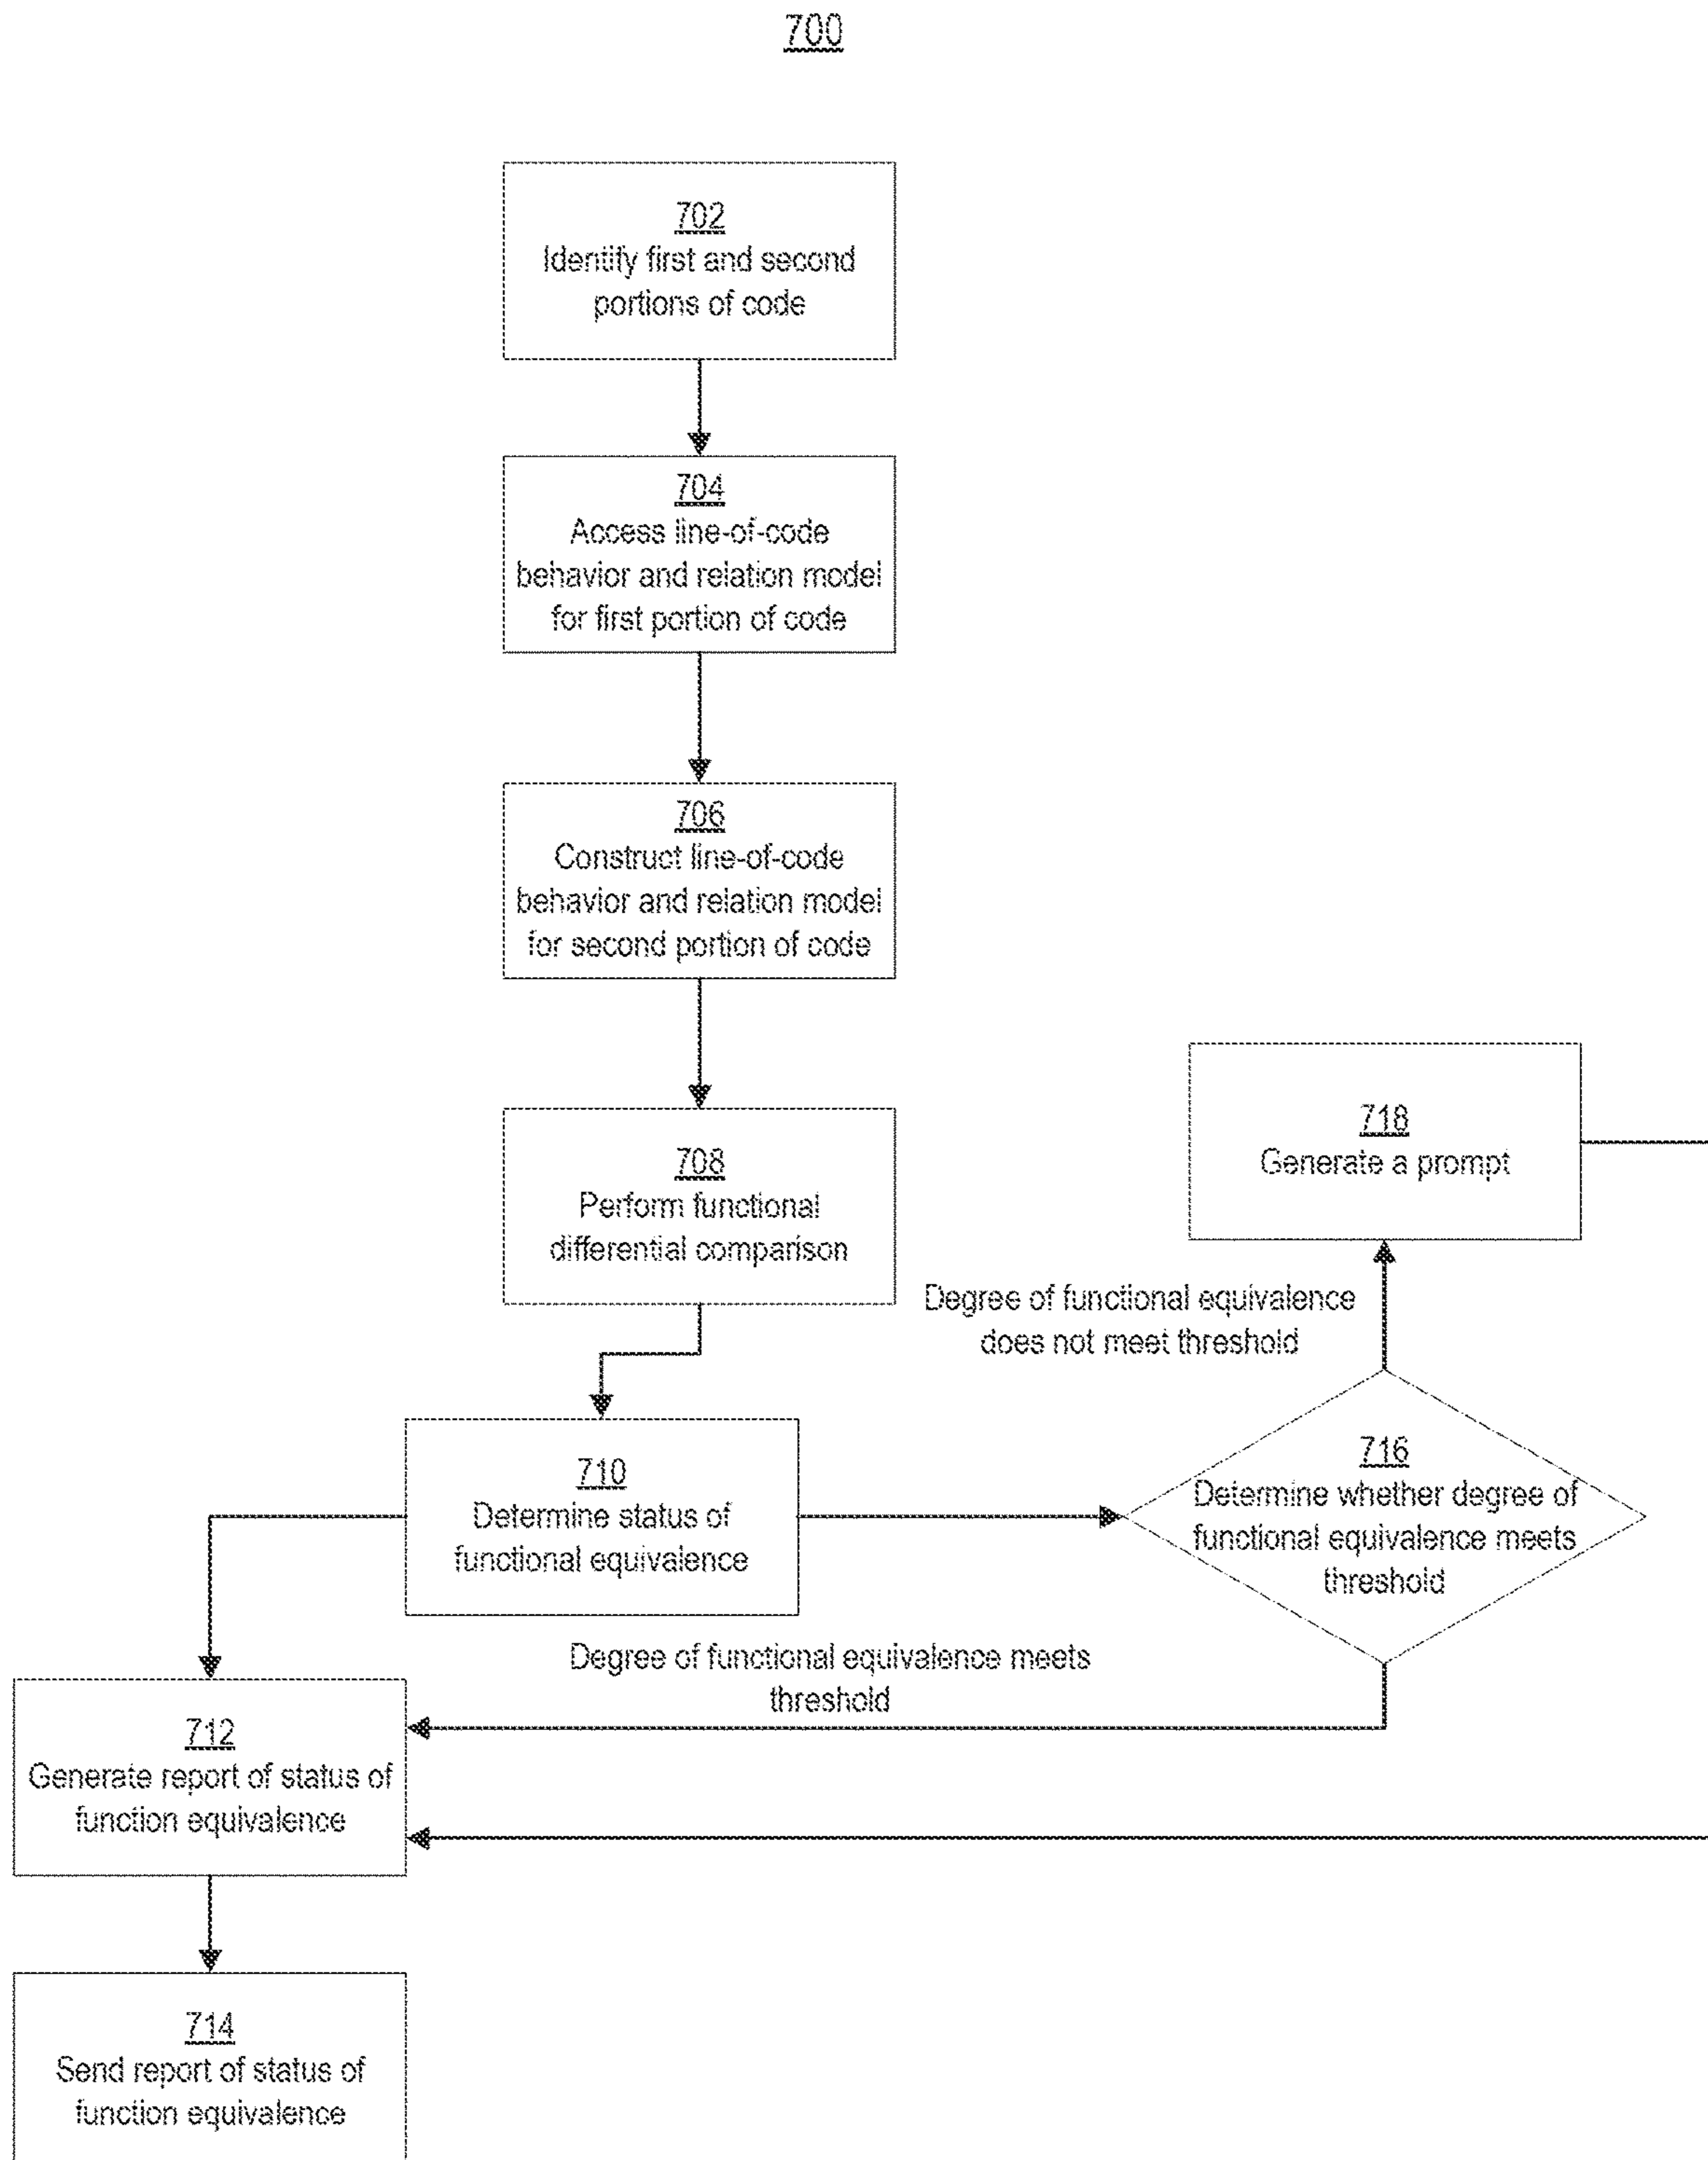 700
702
Identify first and second
portions of code
704
Access line-of-code
behavior and relation model
for first portion of code
706
Construct line-of-code
behavior and relation model
for second portion of code
708
Perform functional
differential comparison
718
Generate a prompt
Degree of functional equivalence
does not meet threshold
710
Determine status of
functional equivalence
716
Determine whether degree of
functional equivalence meets
threshold
Degree of functional equivalence meets
threshold
712
Generate report of status of
function equivalence
714
Send report of status of
function equivalence